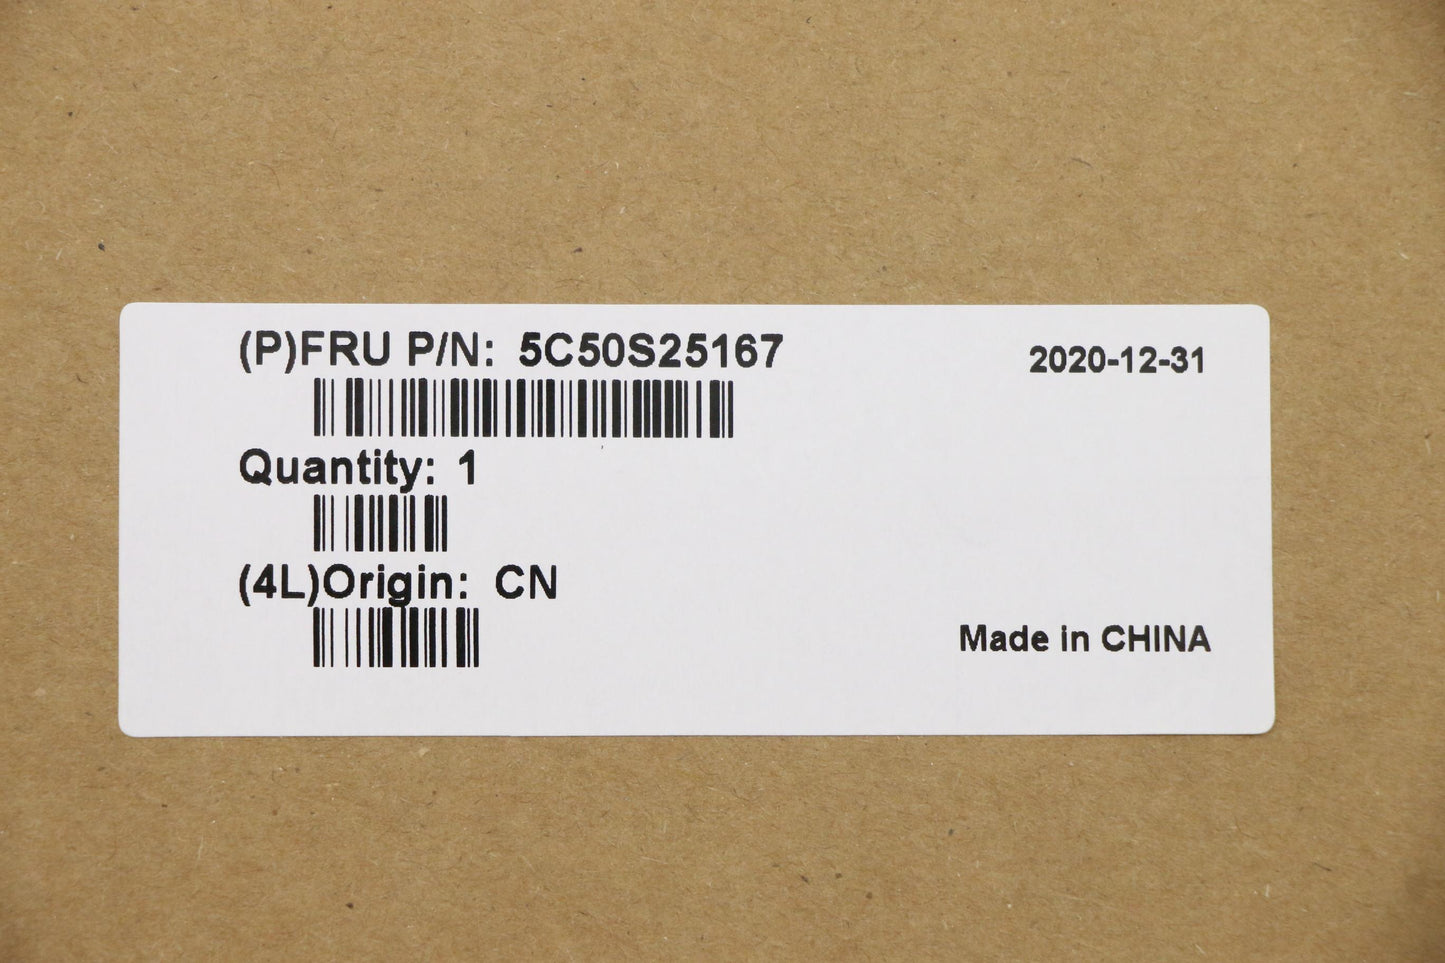 (P)FRU P/N: 5C50S25167
2020-12-31
Quantity: 1
(4L)Origin: CN
Made in CHINA